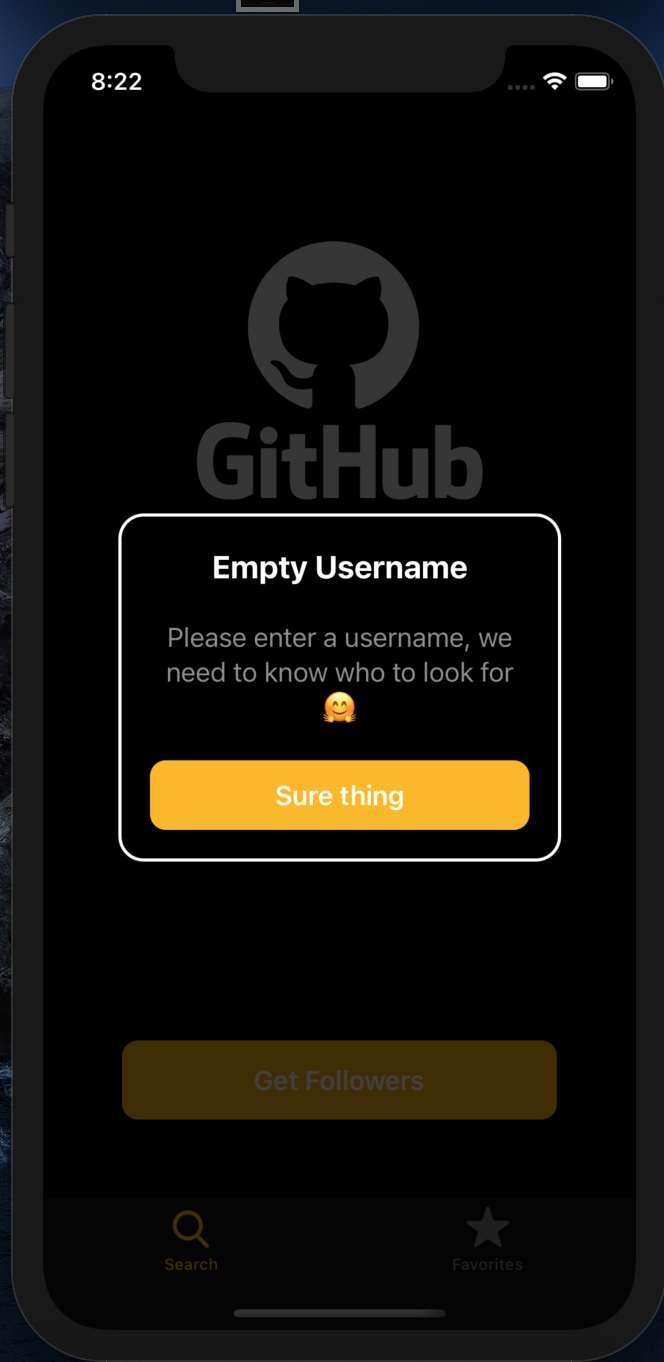 8:22
GitHub
Empty Username
Please enter a username, we
need to know who to look for
🤗
Sure thing
Get Followers
Search
Favorites